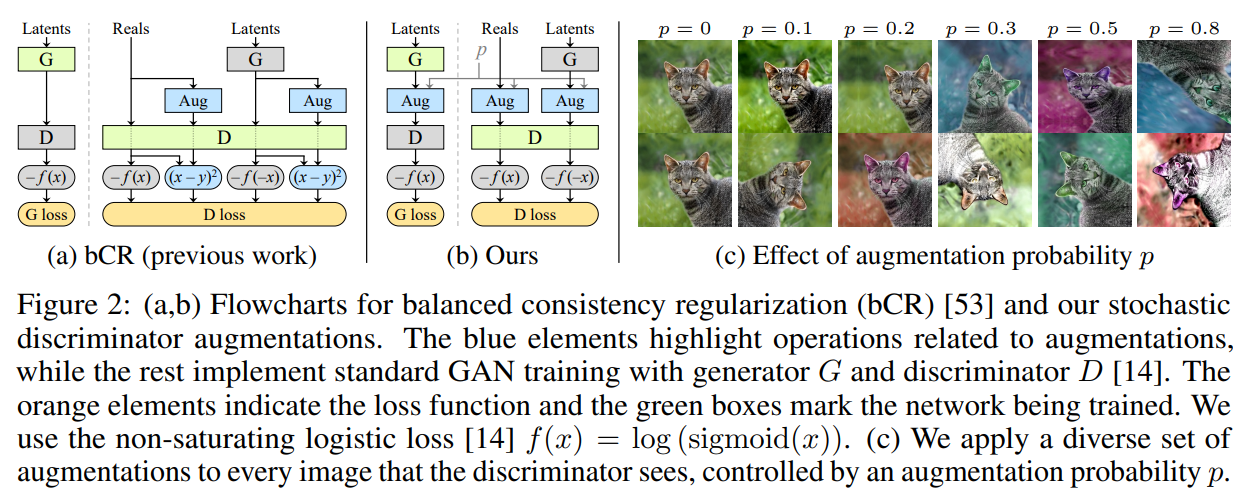 Latents Reals Latents Latents Reals Latents
p = 0 p = 0.1 p = 0.2 p = 0.3 p = 0.5 p = 0.8
G G G p G
Aug Aug Aug Aug Aug
D D D D
−f(x) −f(x) (x−y)² −f(−x) (x−y)² −f(x) −f(x) −f(−x)
G loss D loss G loss D loss
(a) bCR (previous work) (b) Ours (c) Effect of augmentation probability p
Figure 2: (a,b) Flowcharts for balanced consistency regularization (bCR) [53] and our stochastic
discriminator augmentations. The blue elements highlight operations related to augmentations,
while the rest implement standard GAN training with generator G and discriminator D [14]. The
orange elements indicate the loss function and the green boxes mark the network being trained. We
use the non-saturating logistic loss [14] f(x) = log (sigmoid(x)). (c) We apply a diverse set of
augmentations to every image that the discriminator sees, controlled by an augmentation probability p.